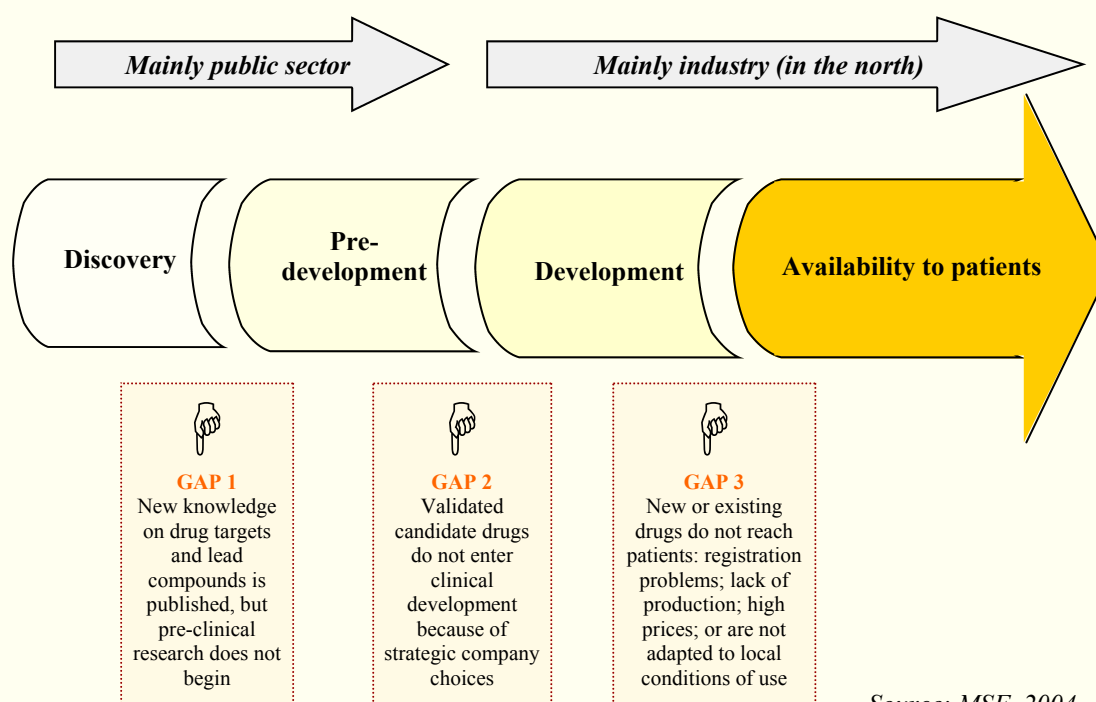 Mainly public sector
Mainly industry (in the north)
Discovery
Pre-
development
Development
Availability to patients
GAP 1
New knowledge
on drug targets
and lead
compounds is
published, but
pre-clinical
research does not
begin
GAP 2
Validated
candidate drugs
do not enter
clinical
development
because of
strategic company
choices
GAP 3
New or existing
drugs do not reach
patients: registration
problems; lack of
production; high
prices; or are not
adapted to local
conditions of use
Source: MSF, 2004